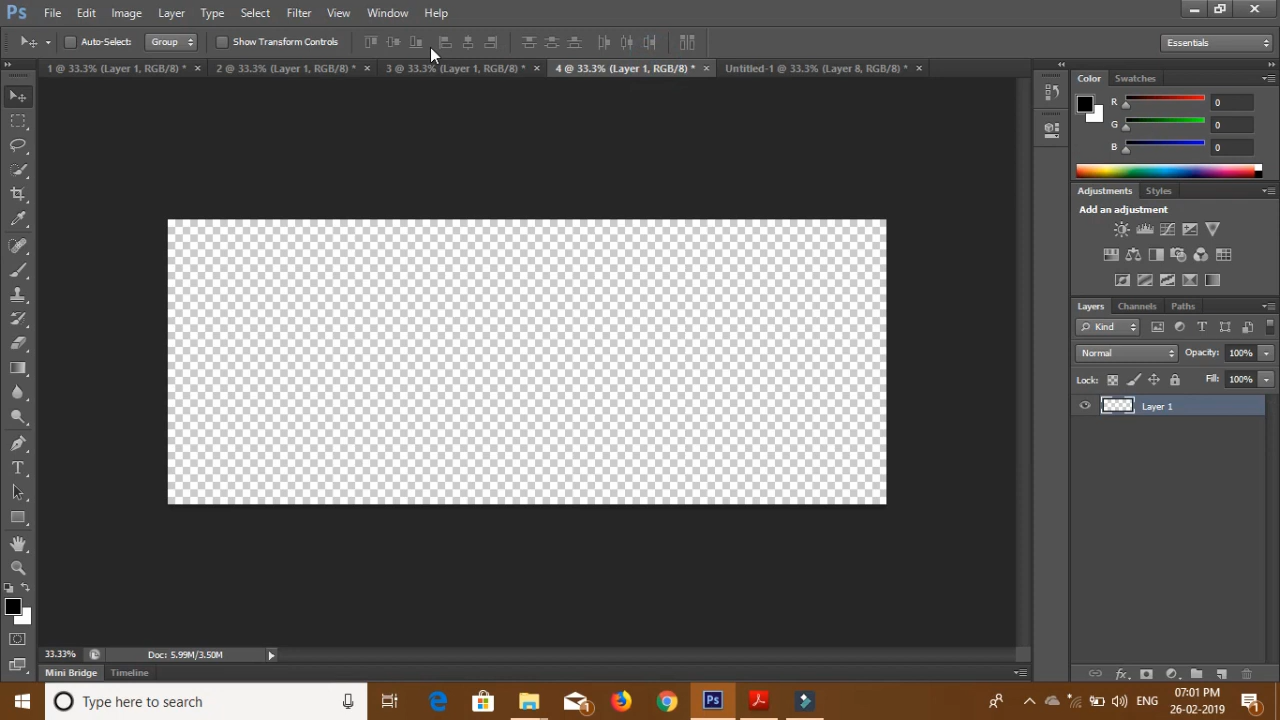 Ps File Edit Image Layer Type Select Filter View Window Help
Auto-Select: Group Show Transform Controls Essentials
1 @ 33.3% (Layer 1, RGB/8) * × 2 @ 33.3% (Layer 1, RGB/8) * × 3 @ 33.3% (Layer 1, RGB/8) * × 4 @ 33.3% (Layer 1, RGB/8) * × Untitled-1 @ 33.3% (Layer 8, RGB/8) * ×
Color Swatches
R 0
G 0
B 0
Adjustments Styles
Add an adjustment
Layers Channels Paths
Kind T
Normal Opacity: 100%
Lock: Fill: 100%
Layer 1
T
fx
33.33% Doc: 5.99M/3.50M
Mini Bridge Timeline
Type here to search 1 Ps ENG 07:01 PM
26-02-2019 1